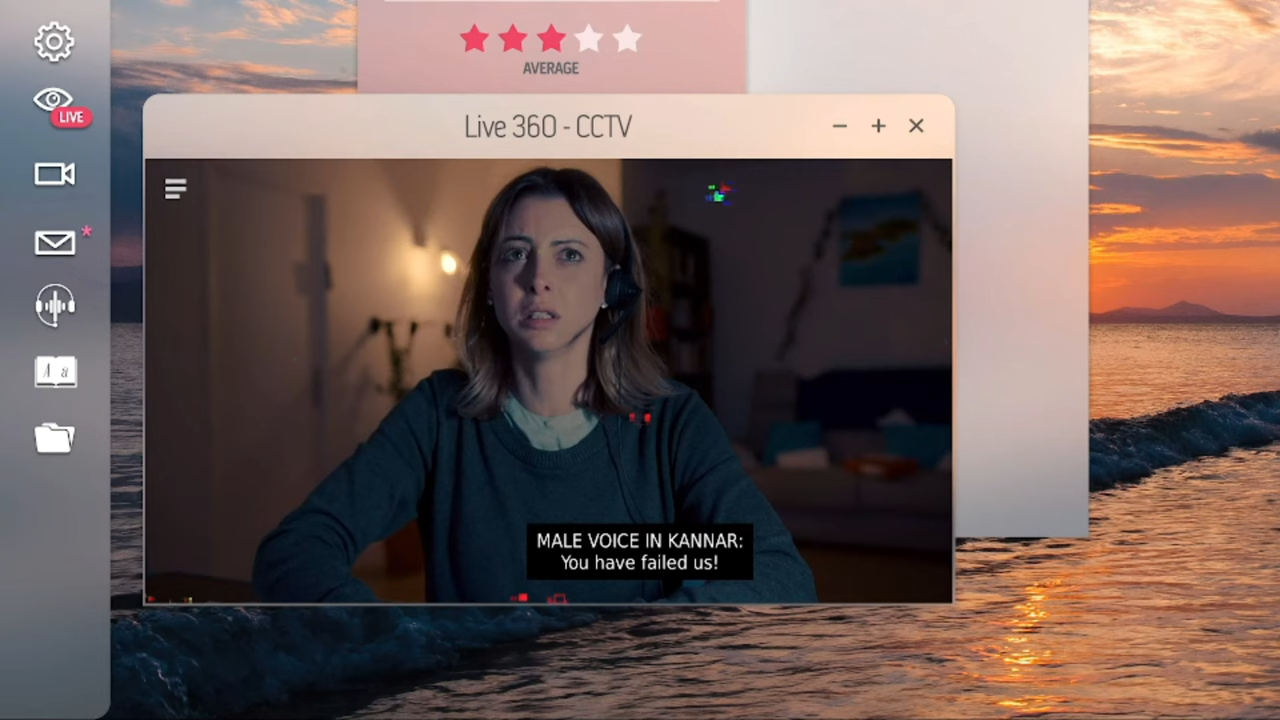 AVERAGE
LIVE
Live 360 - CCTV
A a
MALE VOICE IN KANNAR:
You have failed us!